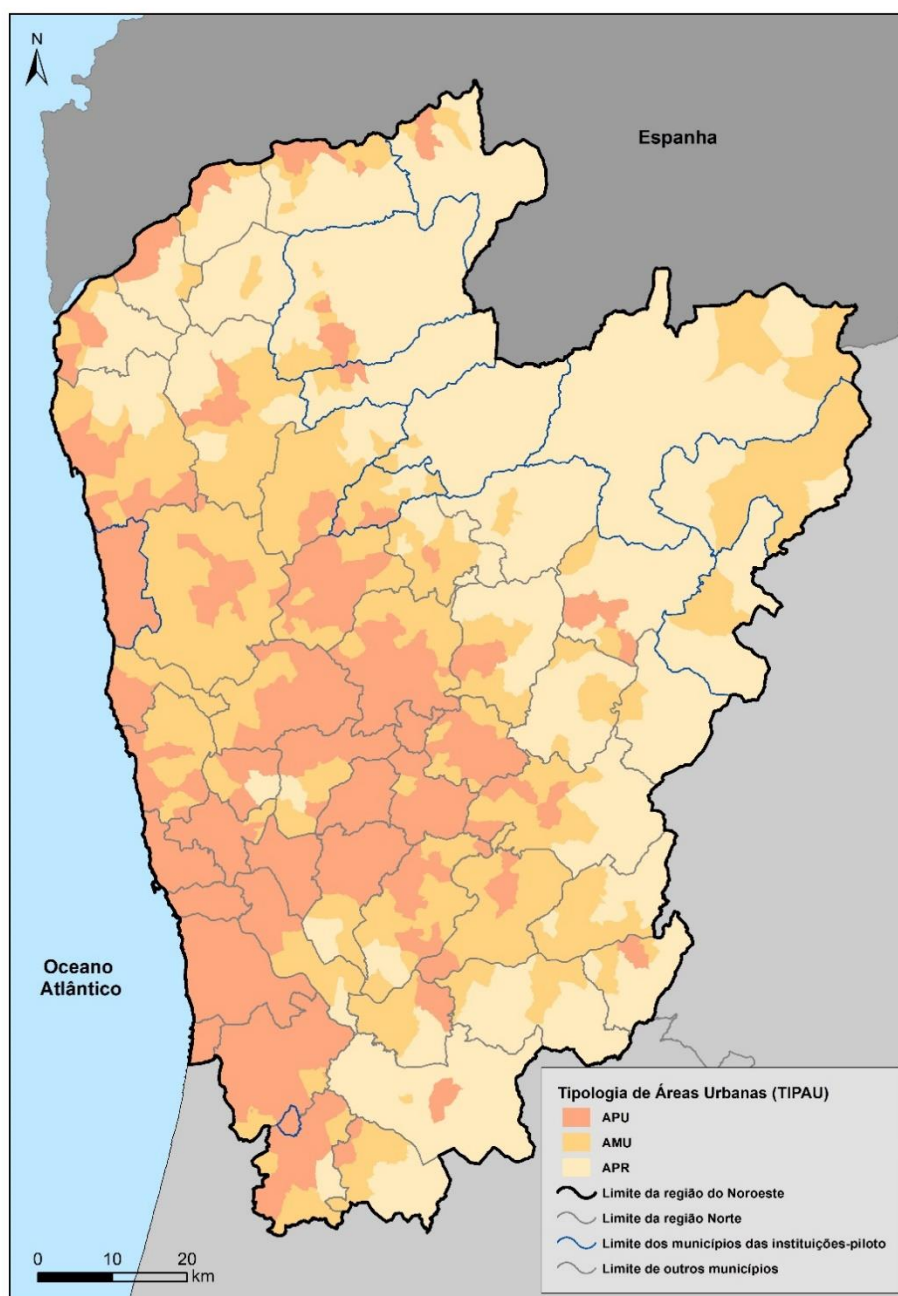 N
Espanha
Oceano
Atlântico
Tipologia de Áreas Urbanas (TIPAU)
APU
AMU
APR
Limite da região do Noroeste
Limite da região Norte
Limite dos municípios das instituições-piloto
Limite de outros municípios
0 10 20
km